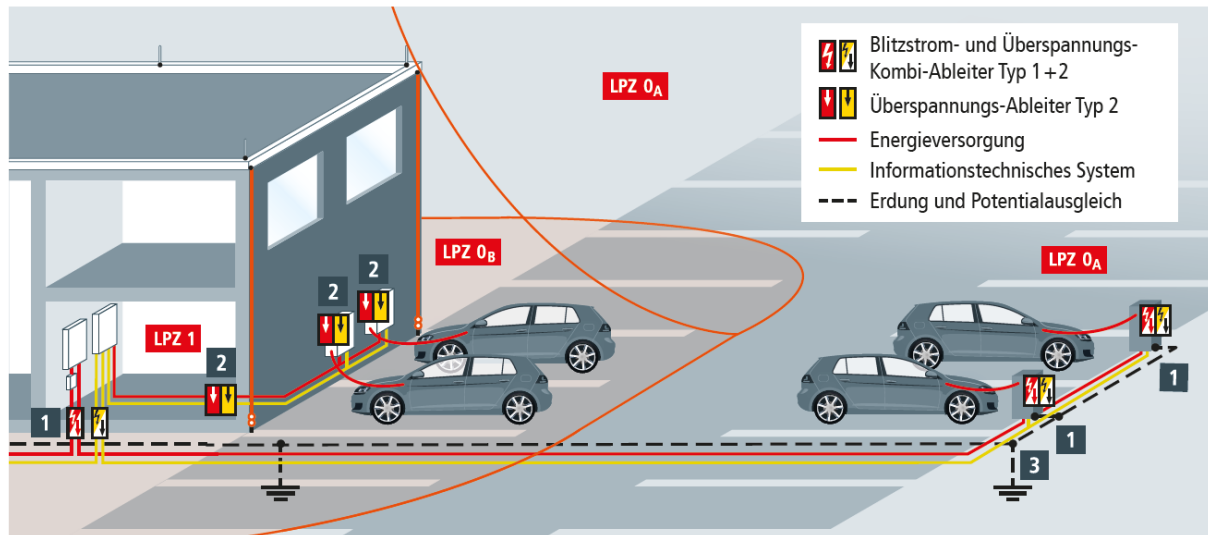 Blitzstrom- und Überspannungs-
Kombi-Ableiter Typ 1 + 2
Überspannungs-Ableiter Typ 2
Energieversorgung
Informationstechnisches System
Erdung und Potentialausgleich
LPZ 0A
LPZ 0B
LPZ 0A
2
2
LPZ 1
2
1
1
1
3